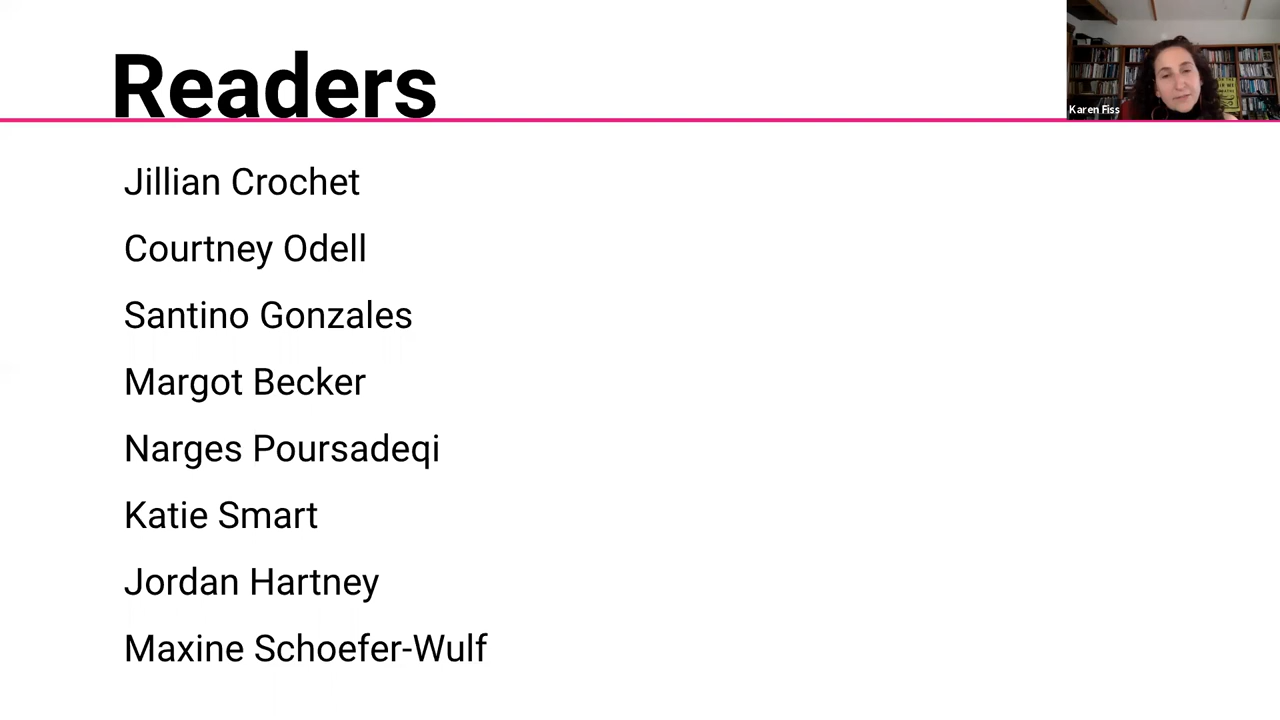 Readers
Karen Fiss
Jillian Crochet
Courtney Odell
Santino Gonzales
Margot Becker
Narges Poursadeqi
Katie Smart
Jordan Hartney
Maxine Schoefer-Wulf